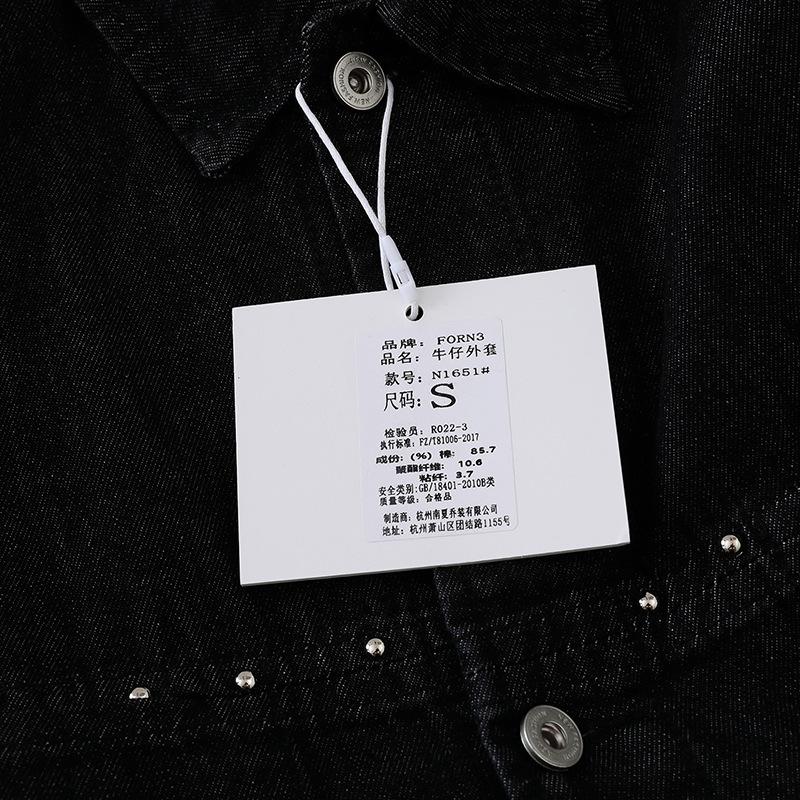 NEW FASHION
品牌: FORN3
品名: 牛仔外套
款号: N1651#
尺码: S
检验员: R022-3
执行标准: FZ/T81006-2017
成份: (%) 棉: 85.7
聚酯纤维: 10.6
粘纤: 3.7
安全类别:GB/18401-2010B类
质量等级: 合格品
制造商: 杭州南夏乔装有限公司
地址: 杭州萧山区团结路1155号